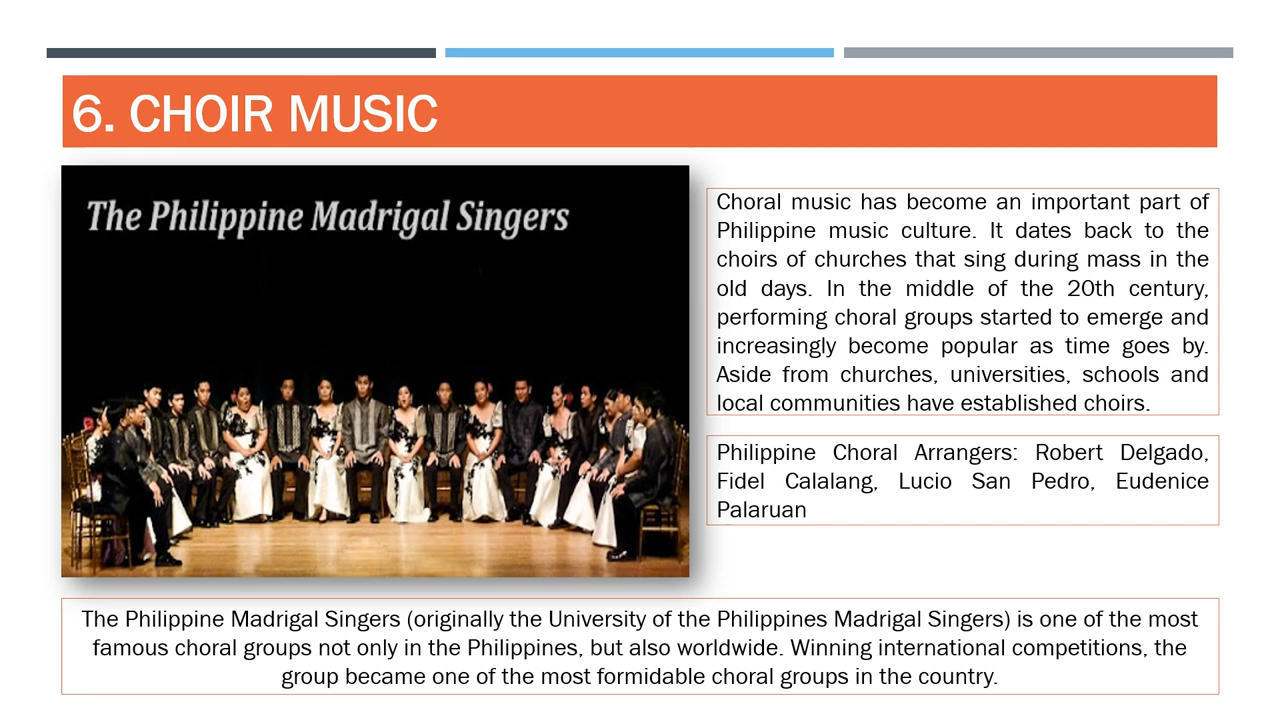 6. CHOIR MUSIC
The Philippine Madrigal Singers
Choral music has become an important part of
Philippine music culture. It dates back to the
choirs of churches that sing during mass in the
old days. In the middle of the 20th century,
performing choral groups started to emerge and
increasingly become popular as time goes by.
Aside from churches, universities, schools and
local communities have established choirs.
Philippine Choral Arrangers: Robert Delgado,
Fidel Calalang, Lucio San Pedro, Eudenice
Palaruan
The Philippine Madrigal Singers (originally the University of the Philippines Madrigal Singers) is one of the most
famous choral groups not only in the Philippines, but also worldwide. Winning international competitions, the
group became one of the most formidable choral groups in the country.